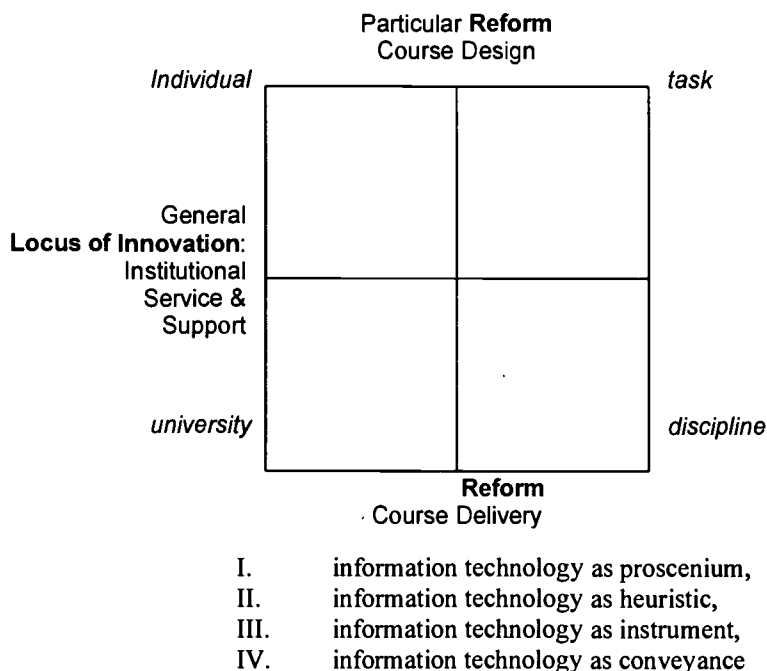 Particular Reform
Course Design
Individual
task
General
Locus of Innovation:
Institutional
Service &
Support
university
discipline
Reform
Course Delivery
I. information technology as proscenium,
II. information technology as heuristic,
III. information technology as instrument,
IV. information technology as conveyance